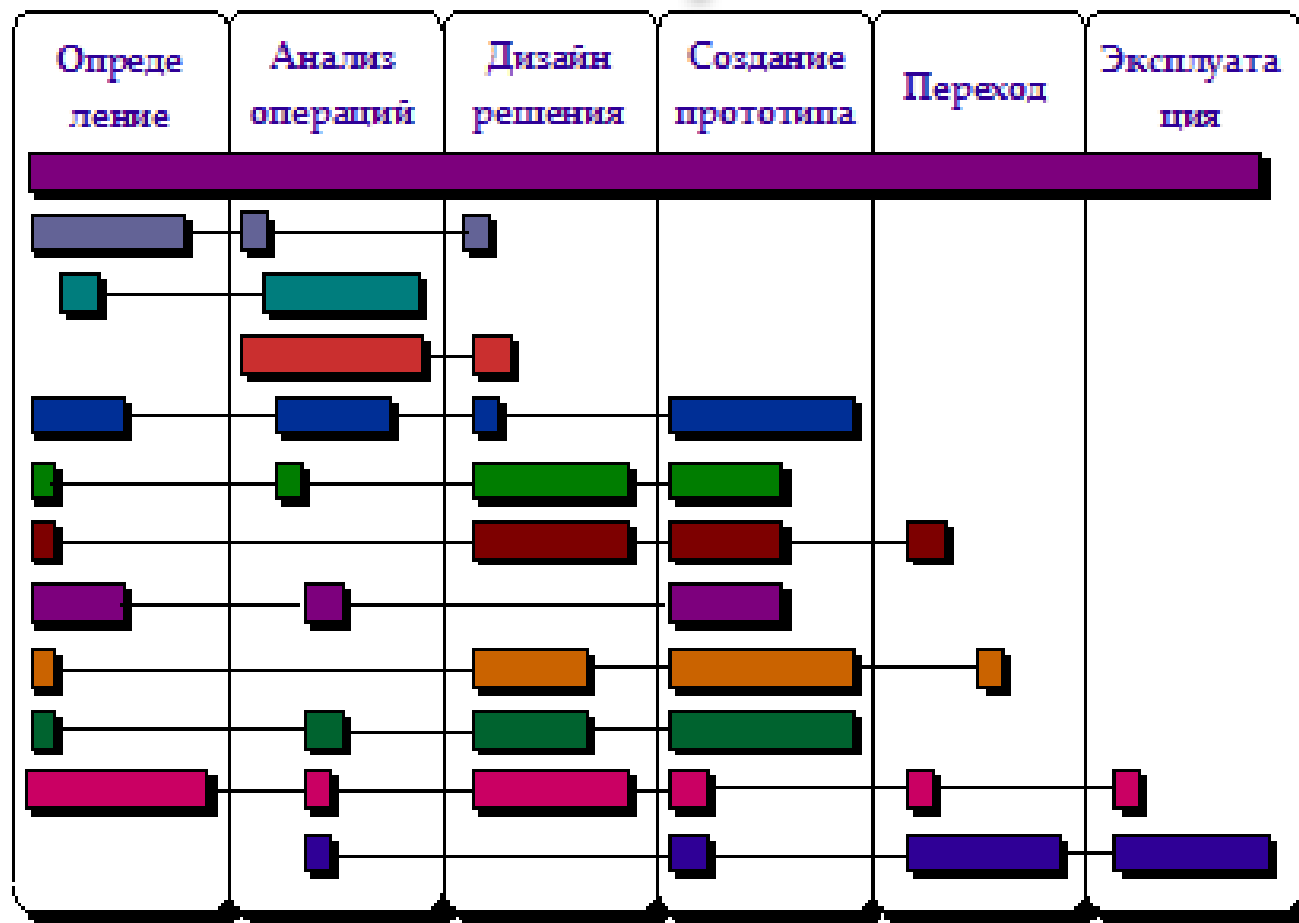 Опреде
ление
Анализ
операций
Дизайн
решения
Создание
прототипа
Переход
Эксплуата
ция